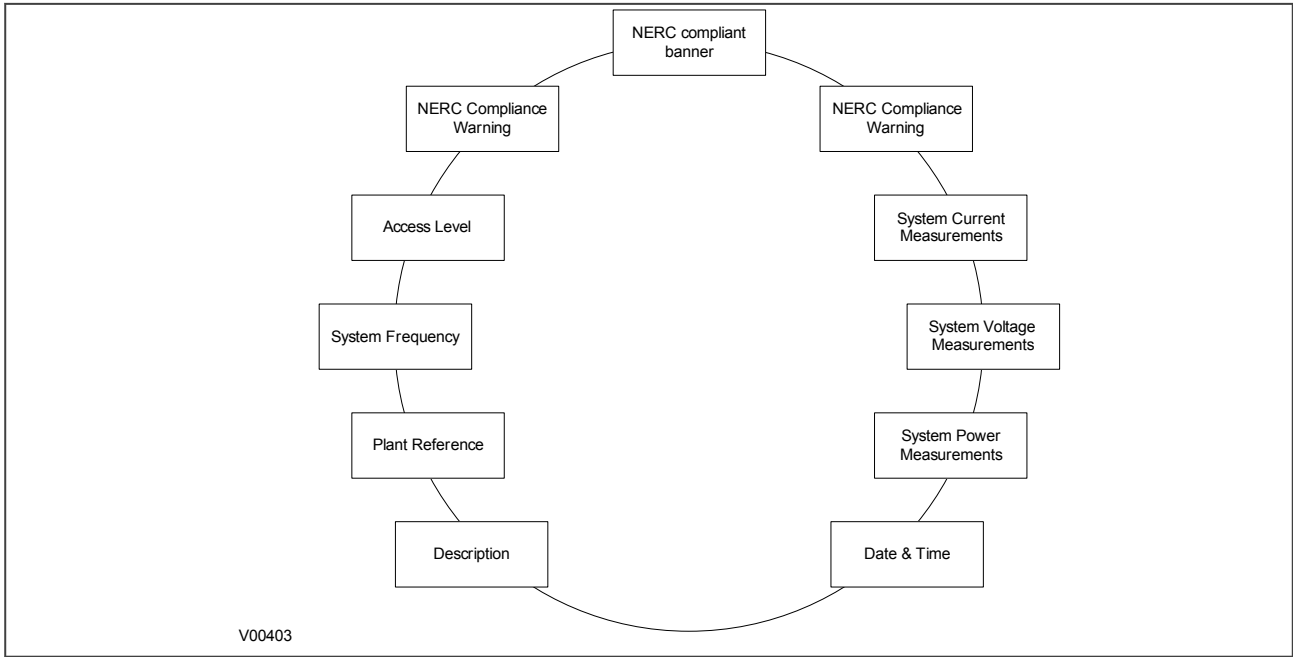 NERC compliant
banner
NERC Compliance
Warning
NERC Compliance
Warning
Access Level
System Current
Measurements
System Frequency
System Voltage
Measurements
Plant Reference
System Power
Measurements
Description
Date & Time
V00403